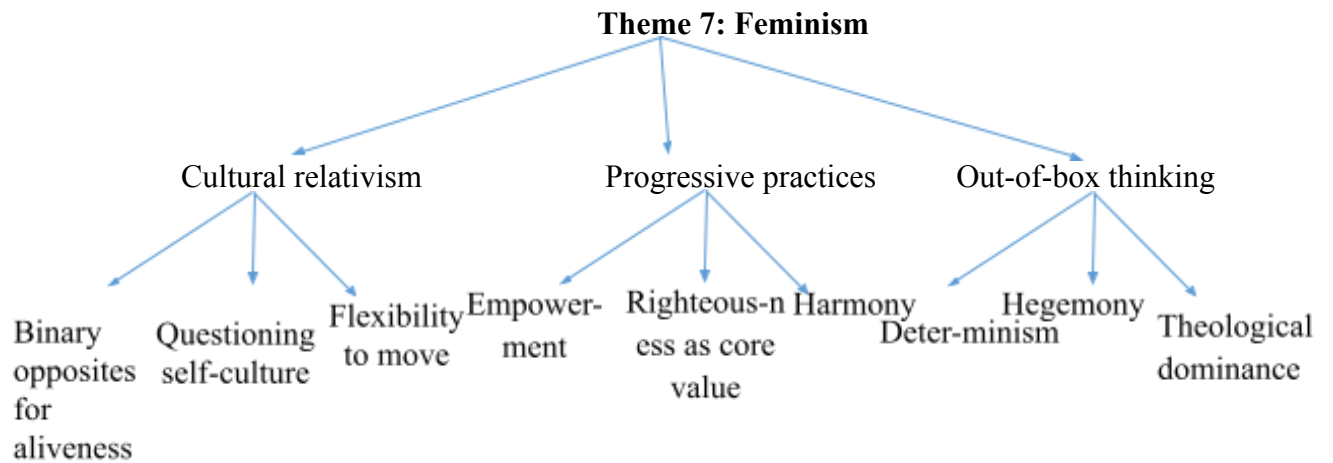 Theme 7: Feminism
Cultural relativism
Progressive practices
Out-of-box thinking
Binary
opposites
for
aliveness
Questioning
self-culture
Flexibility
to move
Empower-
ment
Righteous-n
ess as core
value
Harmony
Deter-minism
Hegemony
Theological
dominance